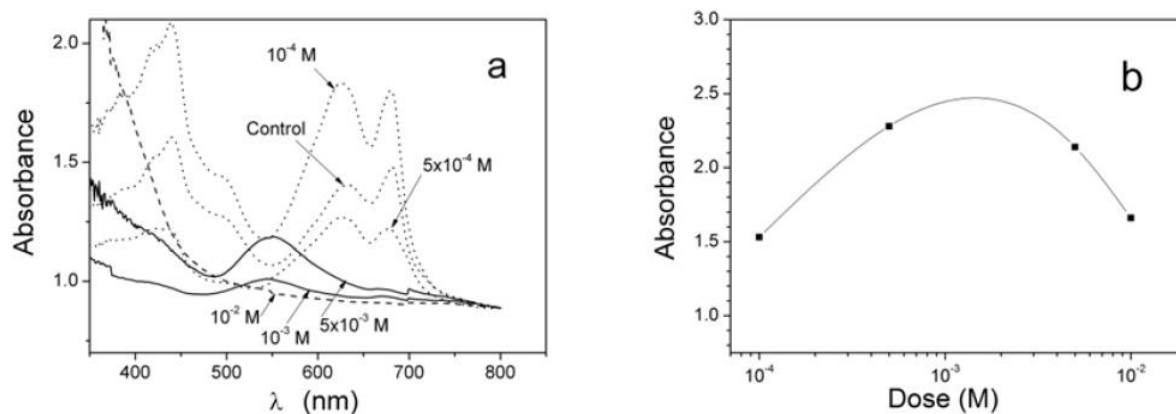 a
2.0
1.5
1.0
Absorbance
400 500 600 700 800
λ (nm)
10⁻⁴ M
Control
5x10⁻⁴ M
10⁻² M
10⁻³ M
5x10⁻³ M
b
3.0
2.5
2.0
1.5
1.0
Absorbance
10⁻⁴ 10⁻³ 10⁻²
Dose (M)